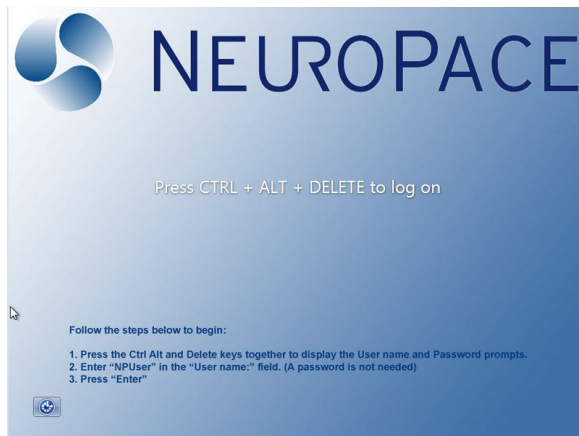 NEUROPACE
Press CTRL + ALT + DELETE to log on
Follow the steps below to begin:
1. Press the Ctrl Alt and Delete keys together to display the User name and Password prompts.
2. Enter “NPUser” in the “User name:” field. (A password is not needed)
3. Press “Enter”